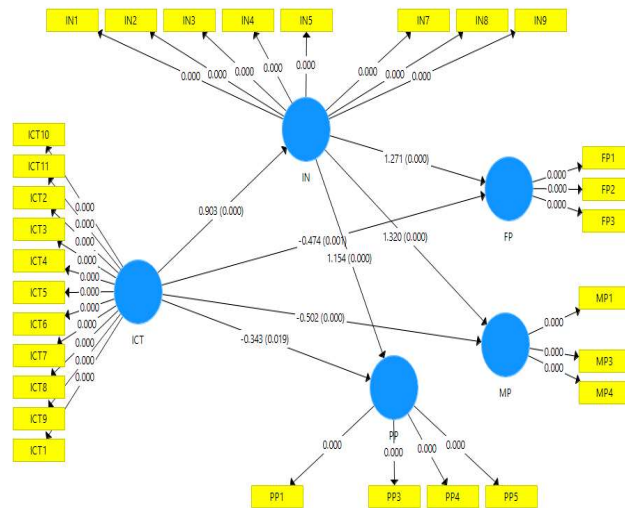 IN1
IN2
IN3
IN4
IN5
IN7
IN8
IN9
0.000
0.000
0.000
0.000
0.000
0.000
0.000
0.000
IN
ICT10
ICT11
ICT2
ICT3
ICT4
ICT5
ICT6
ICT7
ICT8
ICT9
ICT1
0.000
0.000
0.000
0.000
0.000
0.000
0.000
0.000
0.000
0.000
0.000
ICT
0.903 (0.000)
1.271 (0.000)
-0.474 (0.001)
1.154 (0.000)
1.320 (0.000)
-0.502 (0.000)
-0.343 (0.019)
FP1
FP2
FP3
0.000
0.000
0.000
FP
MP1
MP3
MP4
0.000
0.000
0.000
MP
PP
0.000
0.000
0.000
0.000
PP1
PP3
PP4
PP5